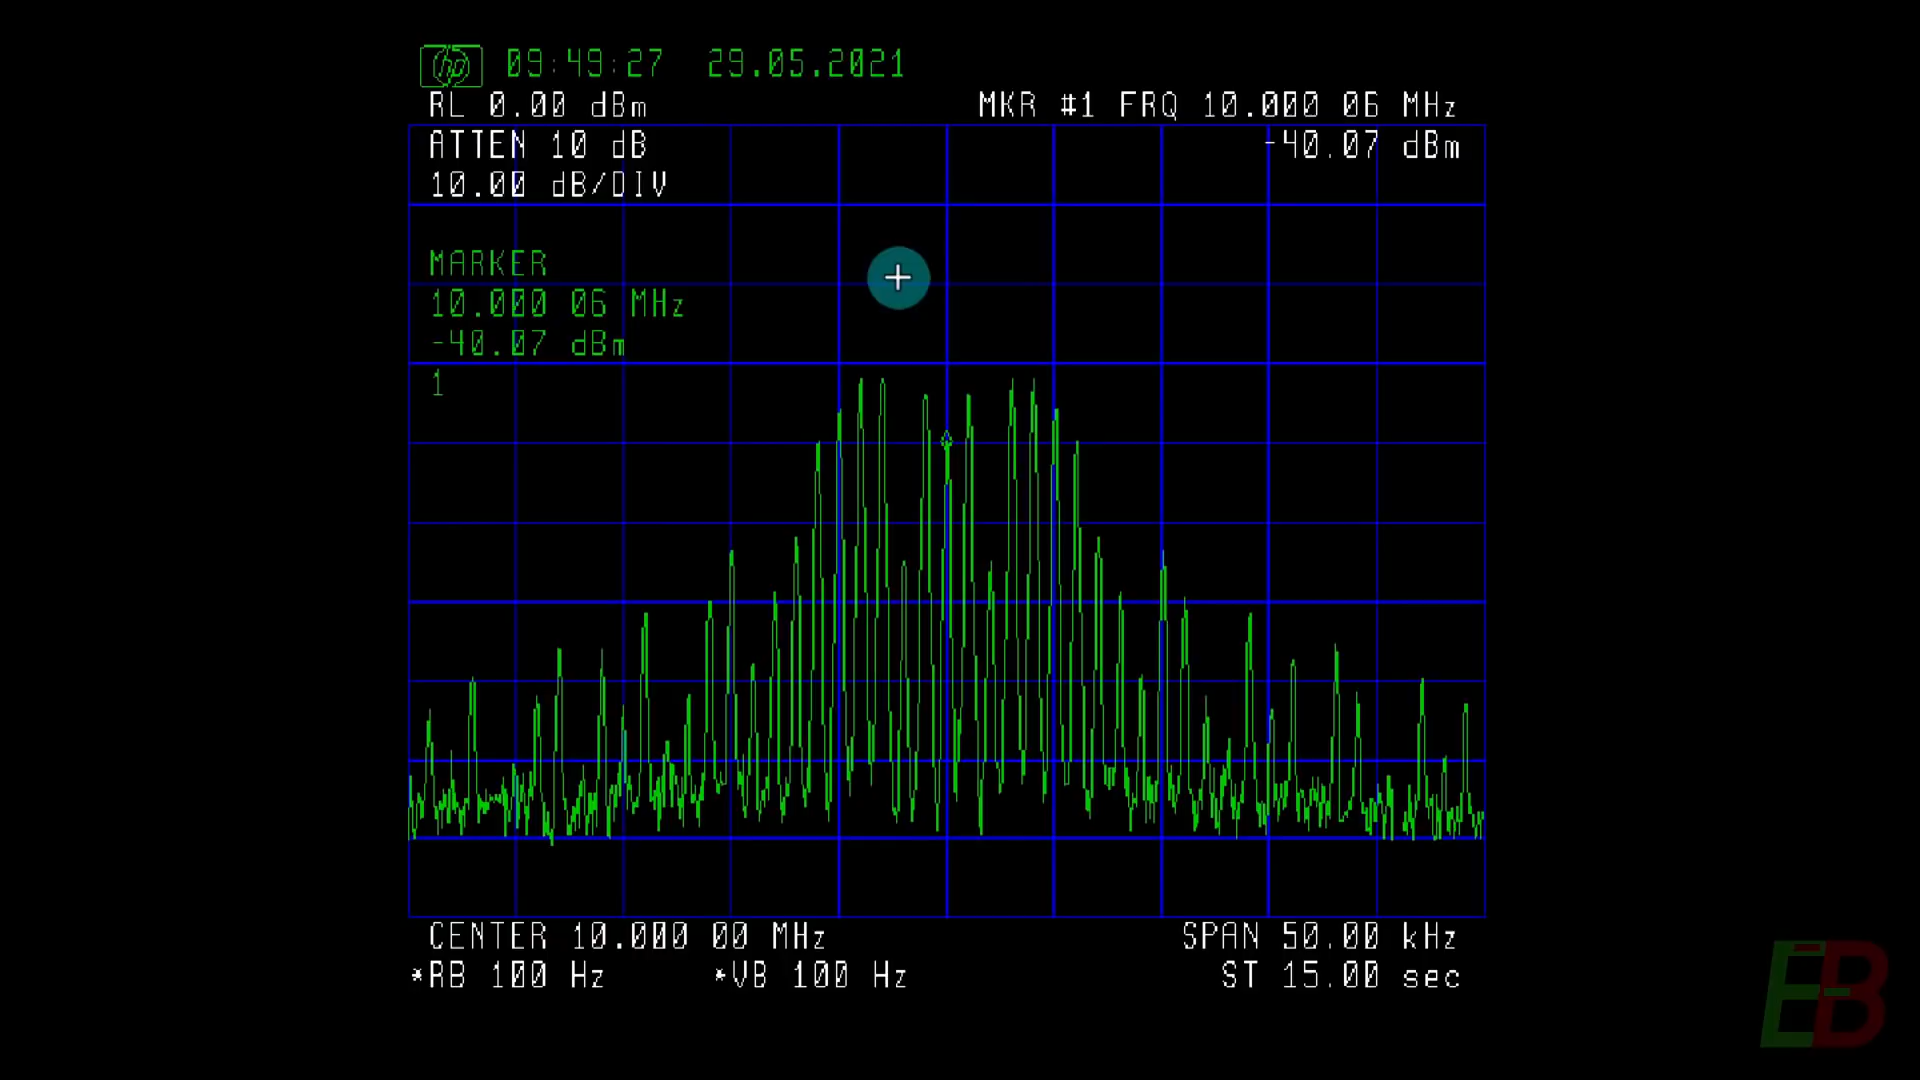 hp 09:49:27 29.05.2021
RL 0.00 dBm MKR #1 FRQ 10.000 06 MHz
ATTEN 10 dB -40.07 dBm
10.00 dB/DIV
MARKER
10.000 06 MHz
-40.07 dBm
1
CENTER 10.000 00 MHz SPAN 50.00 kHz
*RB 100 Hz *VB 100 Hz ST 15.00 sec
EB